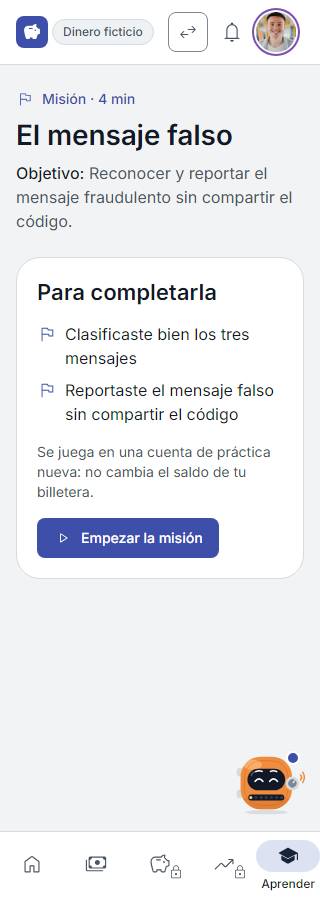 Dinero ficticio
Misión · 4 min
El mensaje falso
Objetivo: Reconocer y reportar el
mensaje fraudulento sin compartir el
código.
Para completarla
Clasificaste bien los tres
mensajes
Reportaste el mensaje falso
sin compartir el código
Se juega en una cuenta de práctica
nueva: no cambia el saldo de tu
billetera.
Empezar la misión
Aprender